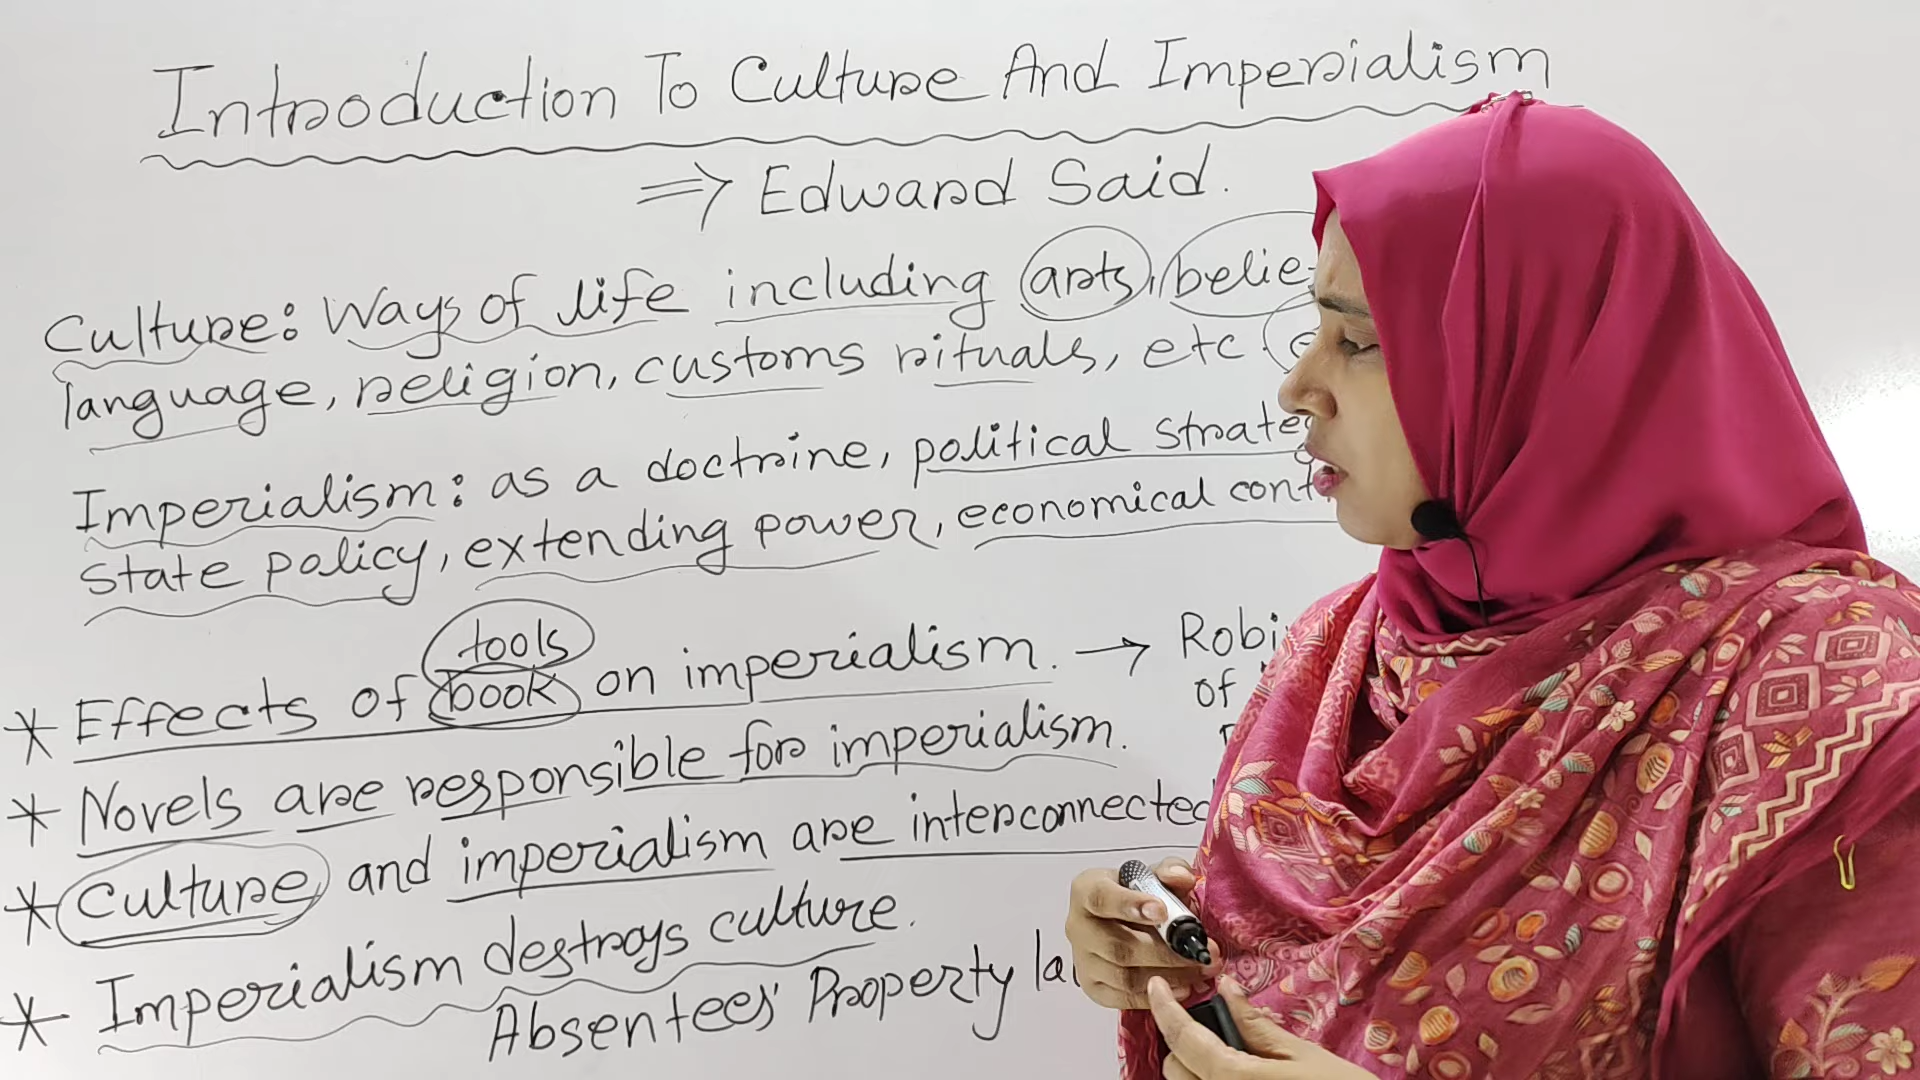 Introduction To Culture And Imperialism
⇒ Edward Said.
Culture: Ways of life including arts, belie
language, religion, customs rituals, etc.
Imperialism: as a doctrine, political strate
state policy, extending power, economical cont
tools
* Effects of book on imperialism. → Robi
of
* Novels are responsible for imperialism.
* Culture and imperialism are interconnected
* Imperialism destroys culture.
Absentees' Property la